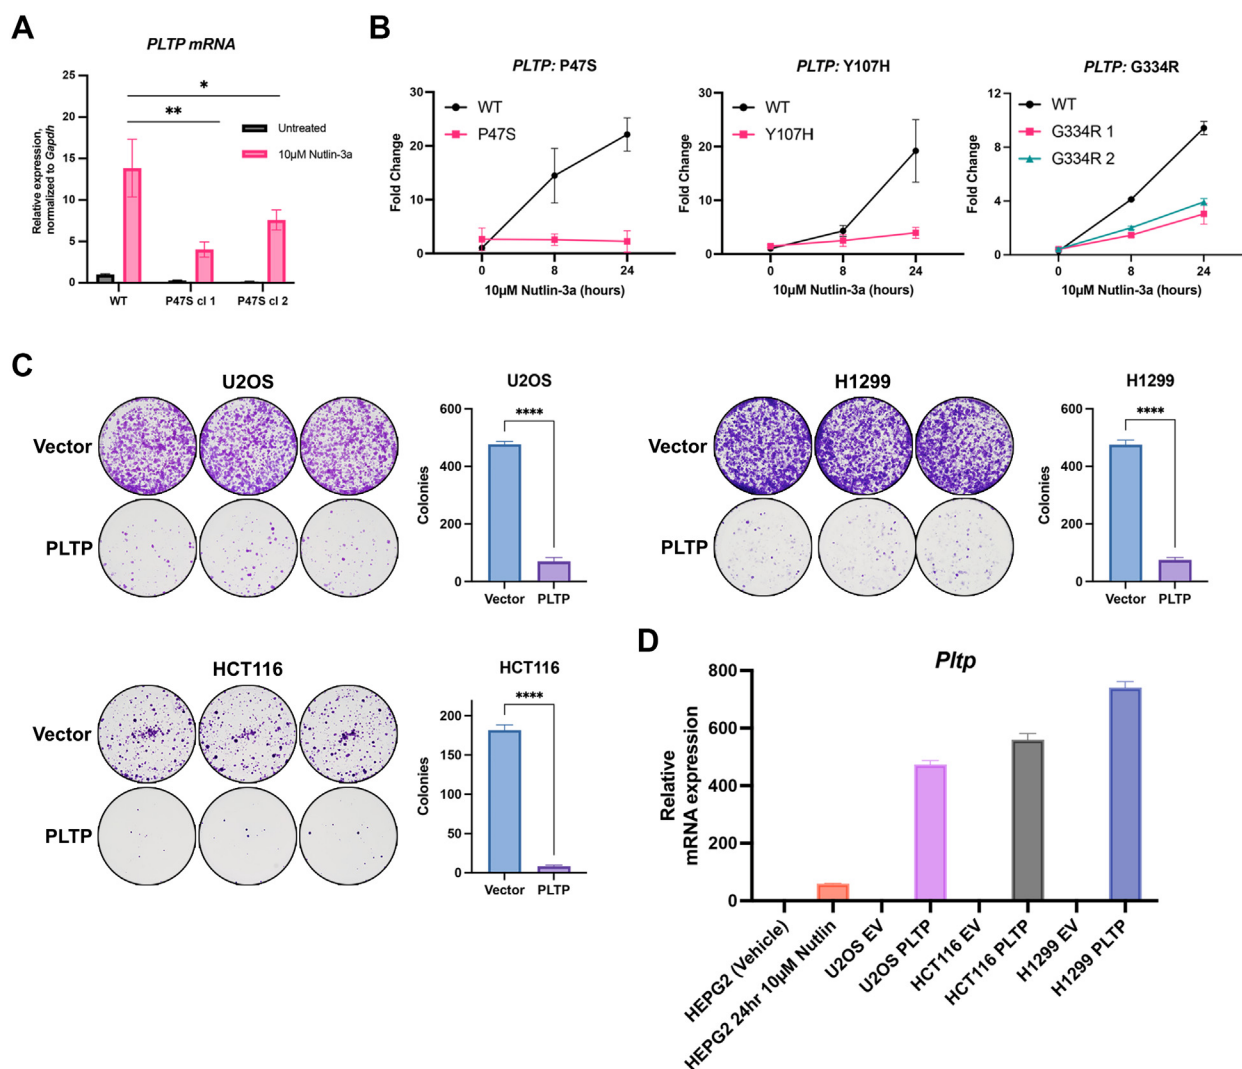 A
PLTP mRNA
Relative expression,
normalized to Gapdh
25
20
15
10
5
0
*
**
Untreated
10µM Nutlin-3a
WT
P47S cl 1
P47S cl 2
B
PLTP: P47S
Fold Change
30
20
10
0
WT
P47S
0
8
24
10µM Nutlin-3a (hours)
PLTP: Y107H
Fold Change
30
20
10
0
WT
Y107H
0
8
24
10µM Nutlin-3a (hours)
PLTP: G334R
Fold Change
12
8
4
0
WT
G334R 1
G334R 2
0
8
24
10µM Nutlin-3a (hours)
C
U2OS
Vector
PLTP
U2OS
Colonies
600
400
200
0
****
Vector
PLTP
H1299
Vector
PLTP
H1299
Colonies
600
400
200
0
****
Vector
PLTP
HCT116
Vector
PLTP
HCT116
Colonies
200
150
100
50
0
****
Vector
PLTP
D
Pltp
Relative
mRNA expression
800
600
400
200
0
HEPG2 (Vehicle)
HEPG2 24hr 10µM Nutlin
U2OS EV
U2OS PLTP
HCT116 EV
HCT116 PLTP
H1299 EV
H1299 PLTP